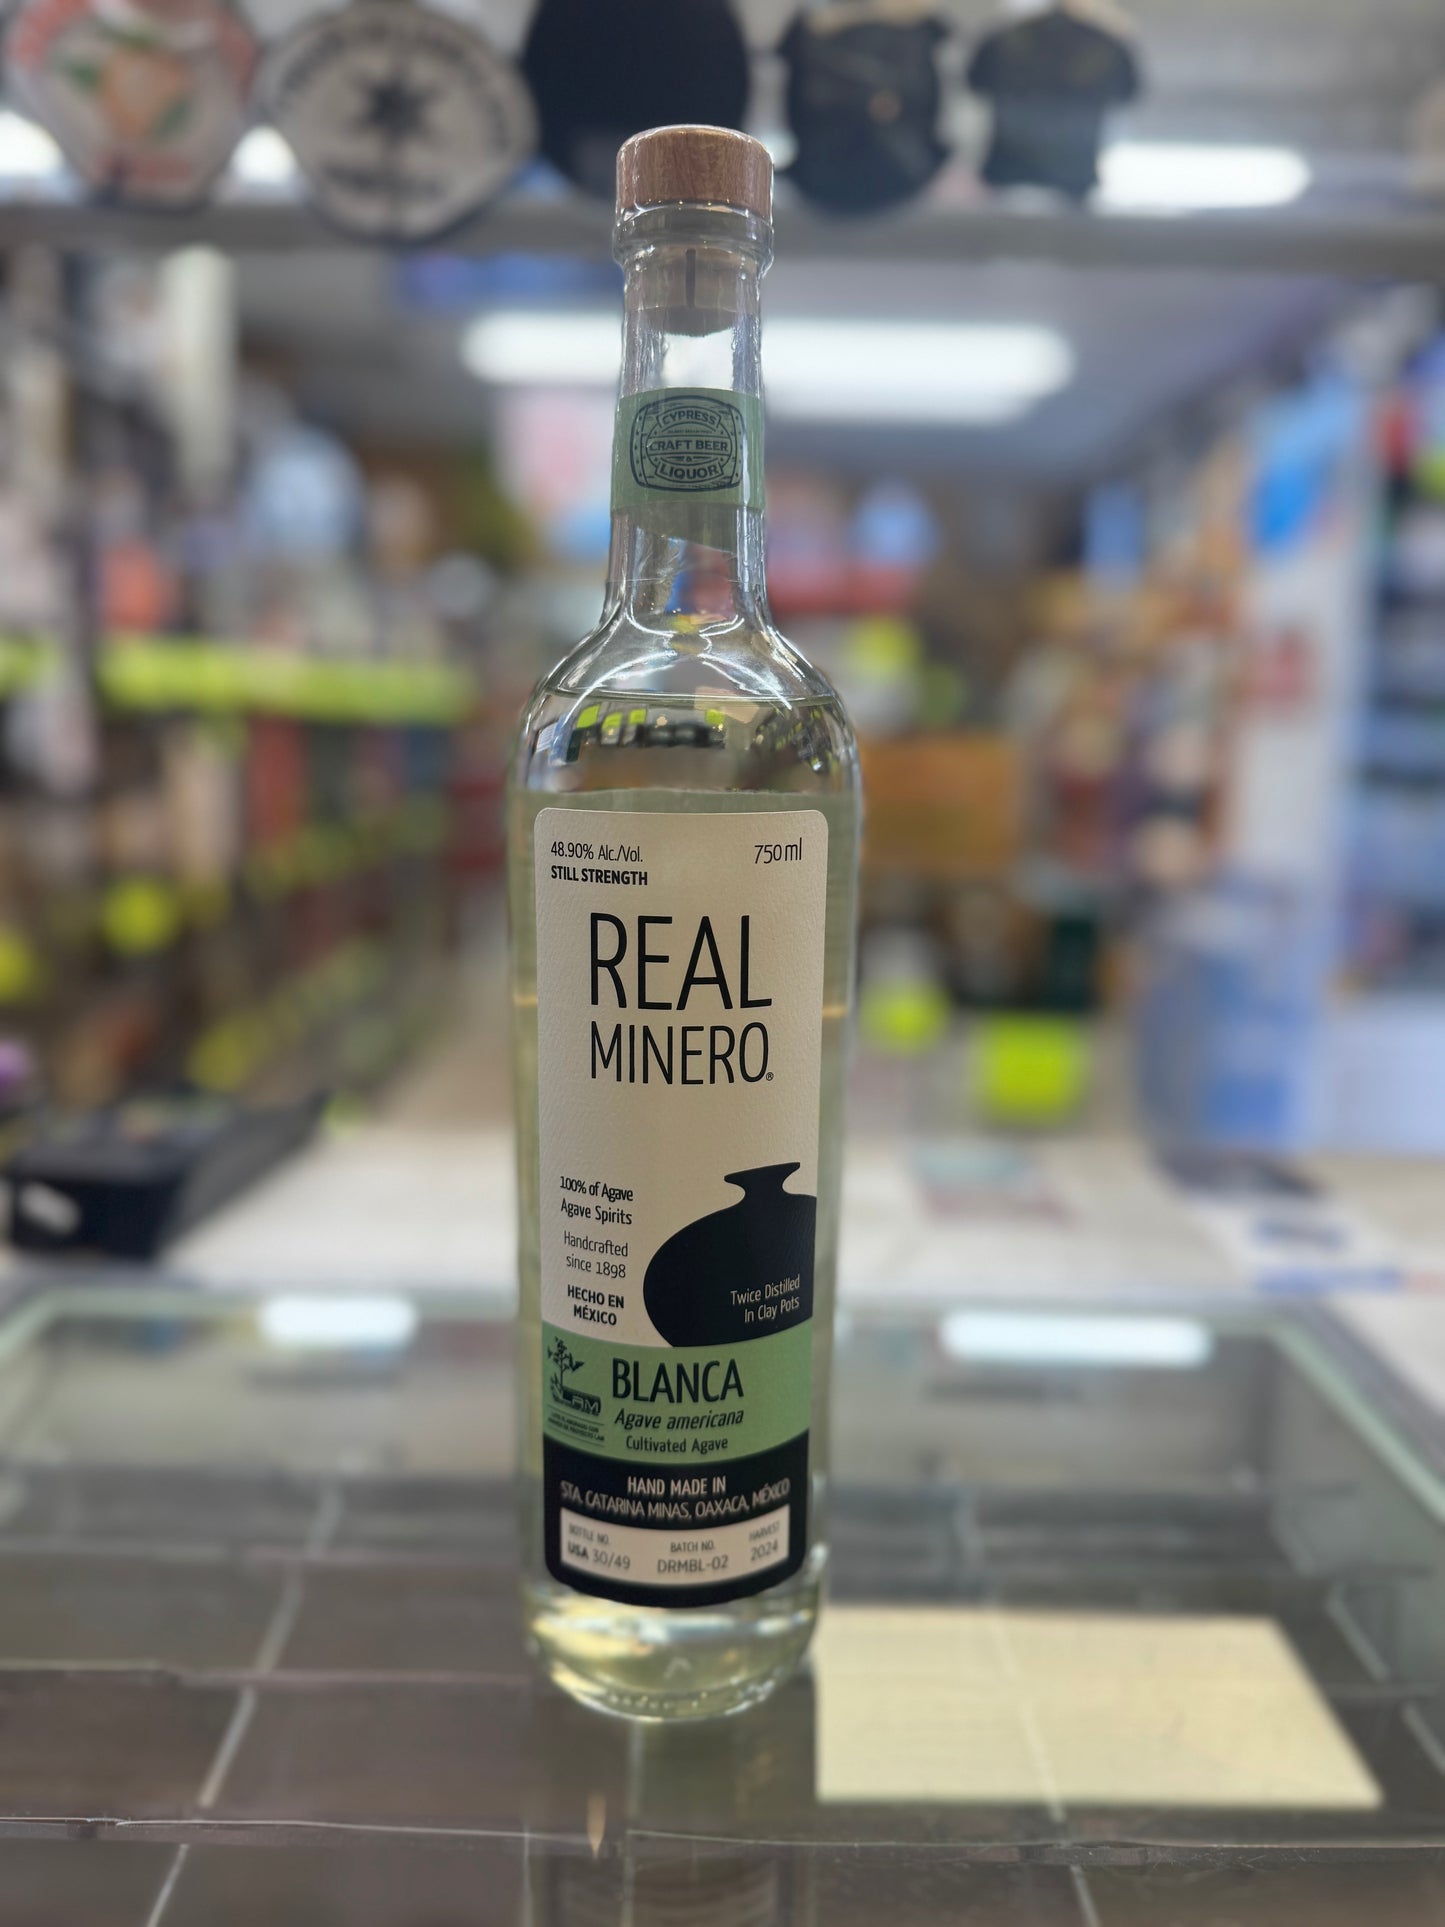 CYPRESS
CRAFT BEER
&
LIQUOR
48.90% Alc./Vol.
STILL STRENGTH
750 ml
REAL
MINERO®
100% of Agave
Agave Spirits
Handcrafted
since 1898
HECHO EN
MÉXICO
Twice Distilled
In Clay Pots
LAM
BLANCA
Agave americana
Cultivated Agave
HAND MADE IN
STA. CATARINA MINAS, OAXACA, MÉXICO
BOTTLE NO.
USA 30/49
BATCH NO.
DRMBL-02
HARVEST
2024